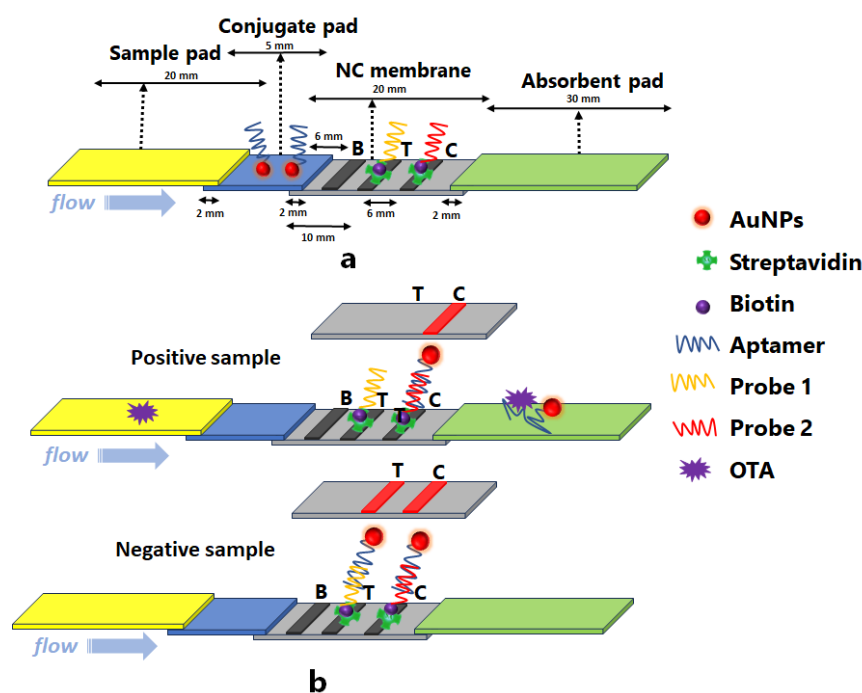 Conjugate pad
5 mm
Sample pad
20 mm
NC membrane
20 mm
Absorbent pad
30 mm
6 mm
B
T
C
flow
2 mm
2 mm
6 mm
2 mm
10 mm
a
AuNPs
Streptavidin
Biotin
Aptamer
Probe 1
Probe 2
OTA
T C
Positive sample
B T C
T
flow
T C
Negative sample
B T C
flow
b